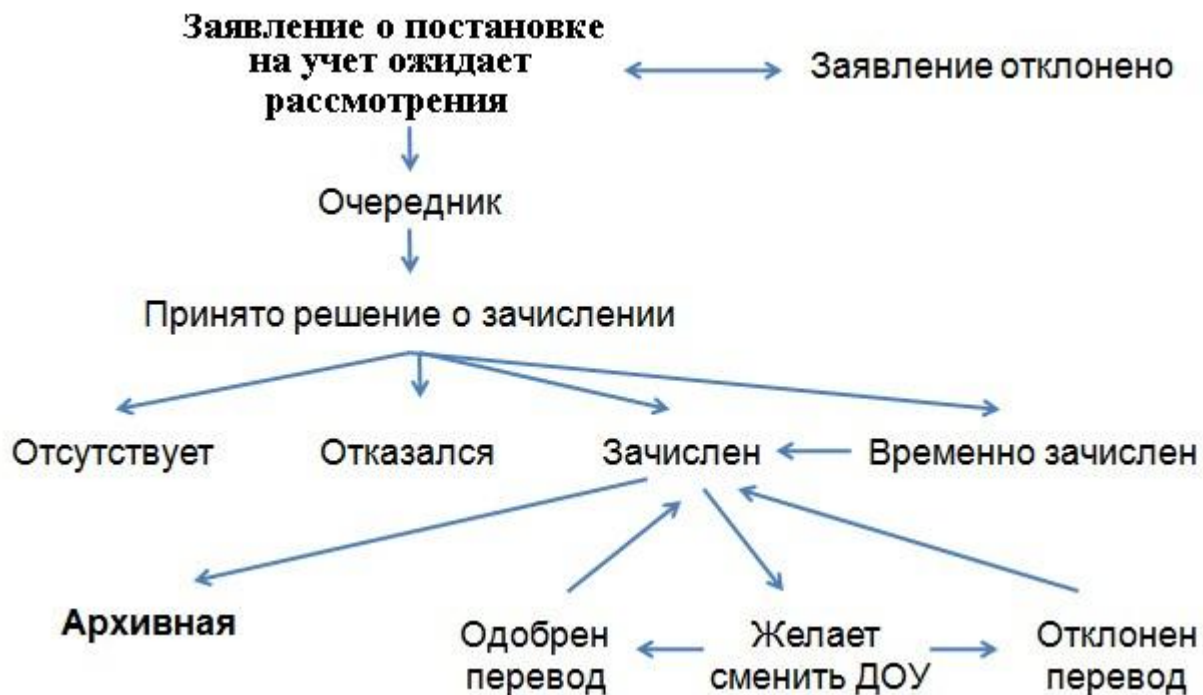 Заявление о постановке
на учет ожидает
рассмотрения
Заявление отклонено
Очередник
Принято решение о зачислении
Отсутствует
Отказался
Зачислен
Временно зачислен
Архивная
Одобрен
перевод
Желает
сменить ДОУ
Отклонен
перевод